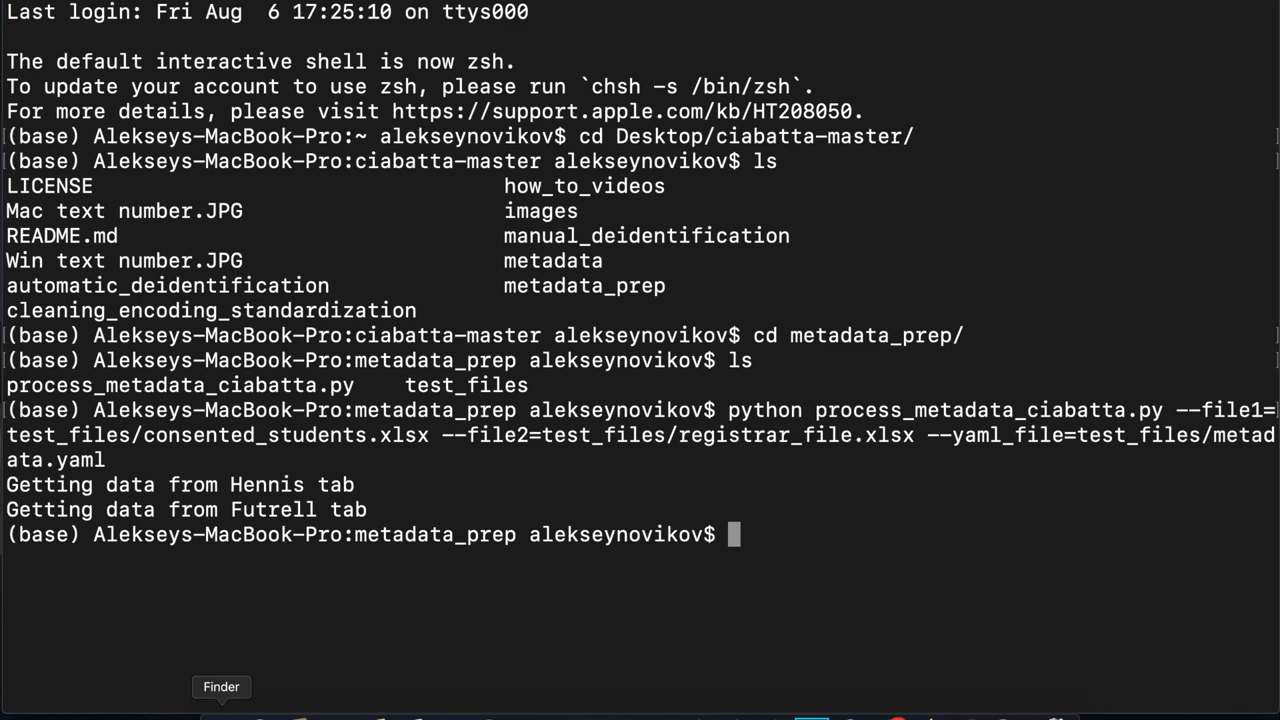 Last login: Fri Aug  6 17:25:10 on ttys000
The default interactive shell is now zsh.
To update your account to use zsh, please run `chsh -s /bin/zsh`.
For more details, please visit https://support.apple.com/kb/HT208050.
(base) Alekseys-MacBook-Pro:~ alekseynovikov$ cd Desktop/ciabatta-master/
(base) Alekseys-MacBook-Pro:ciabatta-master alekseynovikov$ ls
LICENSE                                 how_to_videos
Mac text number.JPG                     images
README.md                               manual_deidentification
Win text number.JPG                     metadata
automatic_deidentification              metadata_prep
cleaning_encoding_standardization
(base) Alekseys-MacBook-Pro:ciabatta-master alekseynovikov$ cd metadata_prep/
(base) Alekseys-MacBook-Pro:metadata_prep alekseynovikov$ ls
process_metadata_ciabatta.py    test_files
(base) Alekseys-MacBook-Pro:metadata_prep alekseynovikov$ python process_metadata_ciabatta.py --file1=
test_files/consented_students.xlsx --file2=test_files/registrar_file.xlsx --yaml_file=test_files/metad
ata.yaml
Getting data from Hennis tab
Getting data from Futrell tab
(base) Alekseys-MacBook-Pro:metadata_prep alekseynovikov$
Finder